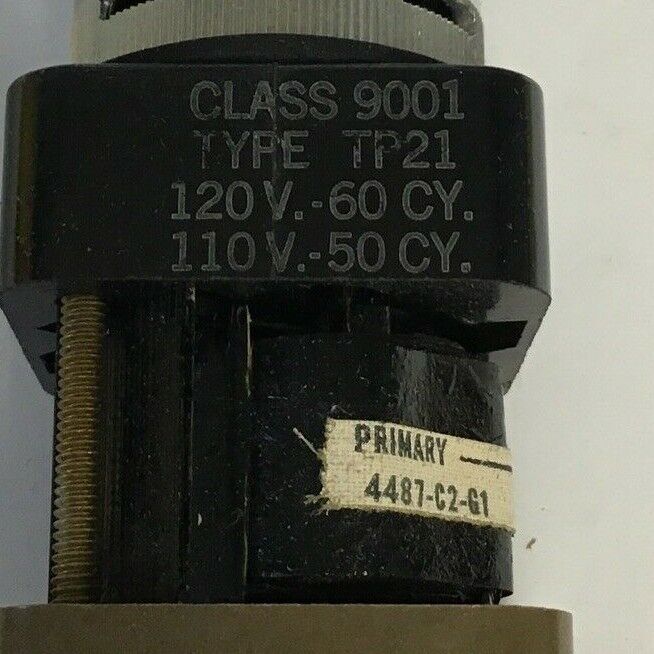 CLASS 9001
TYPE TP21
120 V.-60 CY.
110 V.-50 CY.
PRIMARY
4487-C2-G1